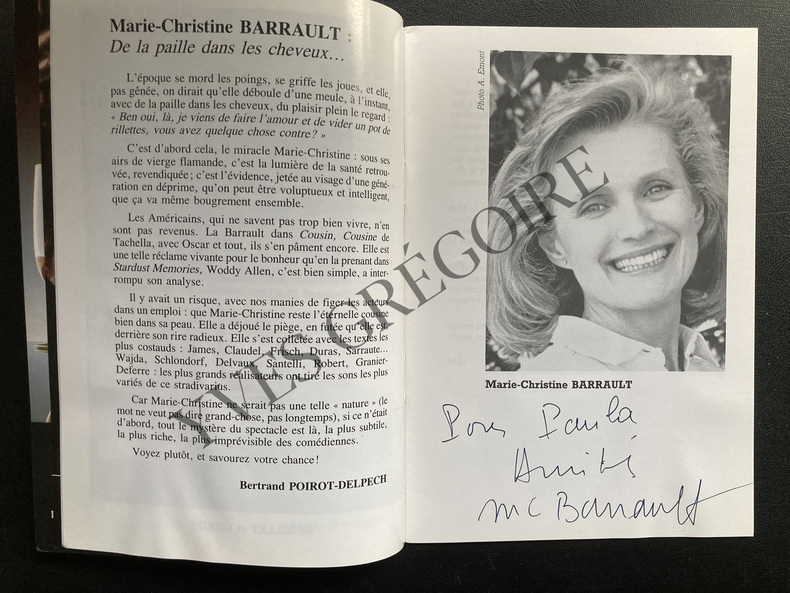 Marie-Christine BARRAULT :
De la paille dans les cheveux…
L'époque se mord les poings, se griffe les joues, et elle,
pas gênée, on dirait qu'elle déboule d'une meule, à l'instant,
avec de la paille dans les cheveux, du plaisir plein le regard :
« Ben oui, là, je viens de faire l'amour et de vider un pot de
rillettes, vous avez quelque chose contre ? »
C'est d'abord cela, le miracle Marie-Christine : sous ses
airs de vierge flamande, c'est la lumière de la santé retrou-
vée, revendiquée ; c'est l'évidence, jetée au visage d'une géné-
ration en déprime, qu'on peut être voluptueux et intelligent,
que ça va même bougrement ensemble.
Les Américains, qui ne savent pas trop bien vivre, n'en
sont pas revenus. La Barrault dans Cousin, Cousine de
Tachella, avec Oscar et tout, ils s'en pâment encore. Elle est
une telle réclame vivante pour le bonheur qu'en la prenant dans
Stardust Memories, Woddy Allen, c'est bien simple, a inter-
rompu son analyse.
Il y avait un risque, avec nos manies de figer les acteurs
dans un emploi : que Marie-Christine reste l'éternelle cousine
bien dans sa peau. Elle a déjoué le piège, en futée qu'elle est
derrière son rire radieux. Elle s'est colletée avec les textes les
plus costauds : James, Claudel, Frisch, Duras, Sarraute...
Wajda, Schlondorf, Delvaux, Santelli, Robert, Granier-
Deferre : les plus grands réalisateurs ont tiré les sons les plus
variés de ce stradivarius.
Car Marie-Christine ne serait pas une telle « nature » (le
mot ne veut pas dire grand-chose, pas longtemps), si ce n'était
d'abord, tout le mystère du spectacle est là, la plus subtile,
la plus riche, la plus imprévisible des comédiennes.
Voyez plutôt, et savourez votre chance !
Bertrand POIROT-DELPECH
1
Photo A. Emont
Marie-Christine BARRAULT
Pour Paula
Amitiés
MC Barrault
YVES GRÉGOIRE